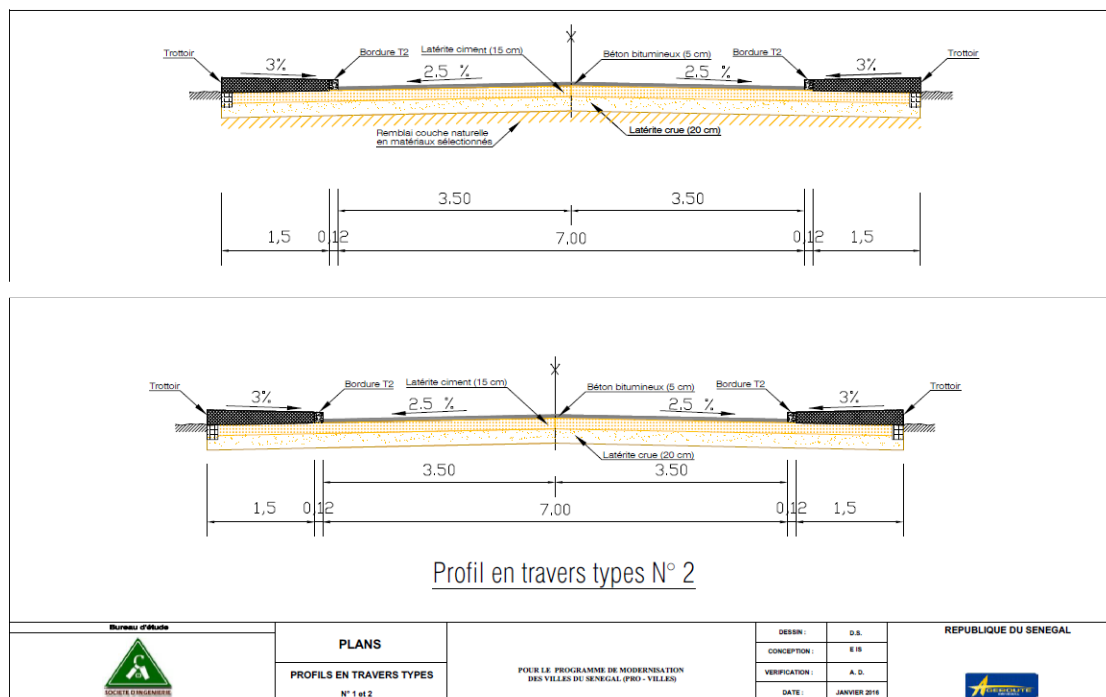 Trottoir
3%
Bordure T2
Latérite ciment (15 cm)
2.5 %
Béton bitumineux (5 cm)
2.5 %
Bordure T2
3%
Trottoir
Remblai couche naturelle
en matériaux sélectionnés
Latérite crue (20 cm)
3.50
3.50
1,5
0,12
7.00
0,12
1,5
Trottoir
3%
Bordure T2
Latérite ciment (15 cm)
2.5 %
Béton bitumineux (5 cm)
2.5 %
Bordure T2
3%
Trottoir
Latérite crue (20 cm)
3.50
3.50
1,5
0,12
7.00
0,12
1,5
Profil en travers types N° 2
Bureau d'étude
SOCIETE D'INGENIERIE
PLANS
PROFILS EN TRAVERS TYPES
N° 1 et 2
POUR LE PROGRAMME DE MODERNISATION
DES VILLES DU SENEGAL (PRO - VILLES)
DESSIN : D.S.
CONCEPTION : E IS
VERIFICATION : A. D.
DATE : JANVIER 2016
REPUBLIQUE DU SENEGAL
AGEROUTE